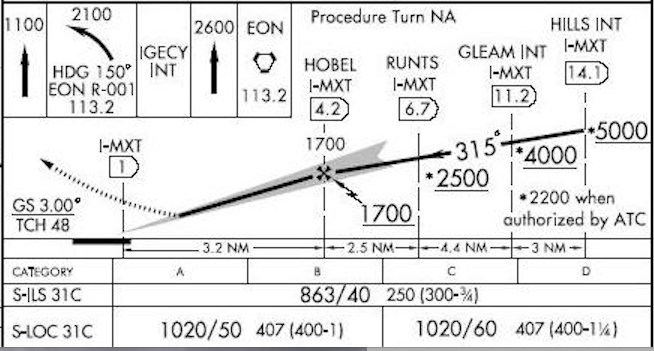 1100
2100
HDG 150°
EON R-001
113.2
IGECY
INT
2600
EON
113.2
Procedure Turn NA
HOBEL
I-MXT
4.2
RUNTS
I-MXT
6.7
GLEAM INT
I-MXT
11.2
HILLS INT
I-MXT
14.1
I-MXT
1
1700
315°
*5000
*4000
*2500
1700
*2200 when
authorized by ATC
GS 3.00°
TCH 48
3.2 NM
2.5 NM
4.4 NM
3 NM
CATEGORY A B C D
S-ILS 31C 863/40 250 (300-¾)
S-LOC 31C 1020/50 407 (400-1) 1020/60 407 (400-1¼)